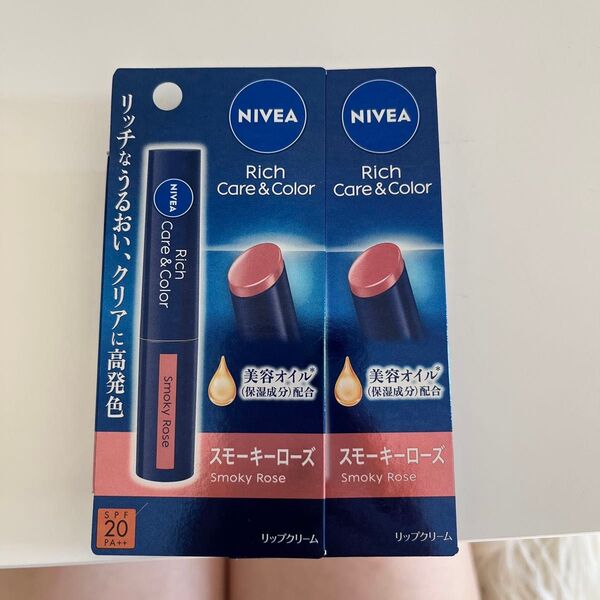 リッチなうるおい、クリアに高発色
NIVEA
Rich
Care & Color
NIVEA
Rich
Care & Color
Smoky Rose
美容オイル*
(保湿成分)配合
スモーキーローズ
Smoky Rose
SPF
20
PA++
リップクリーム
NIVEA
Rich
Care & Color
美容オイル*
(保湿成分)配合
スモーキーローズ
Smoky Rose
リップクリーム